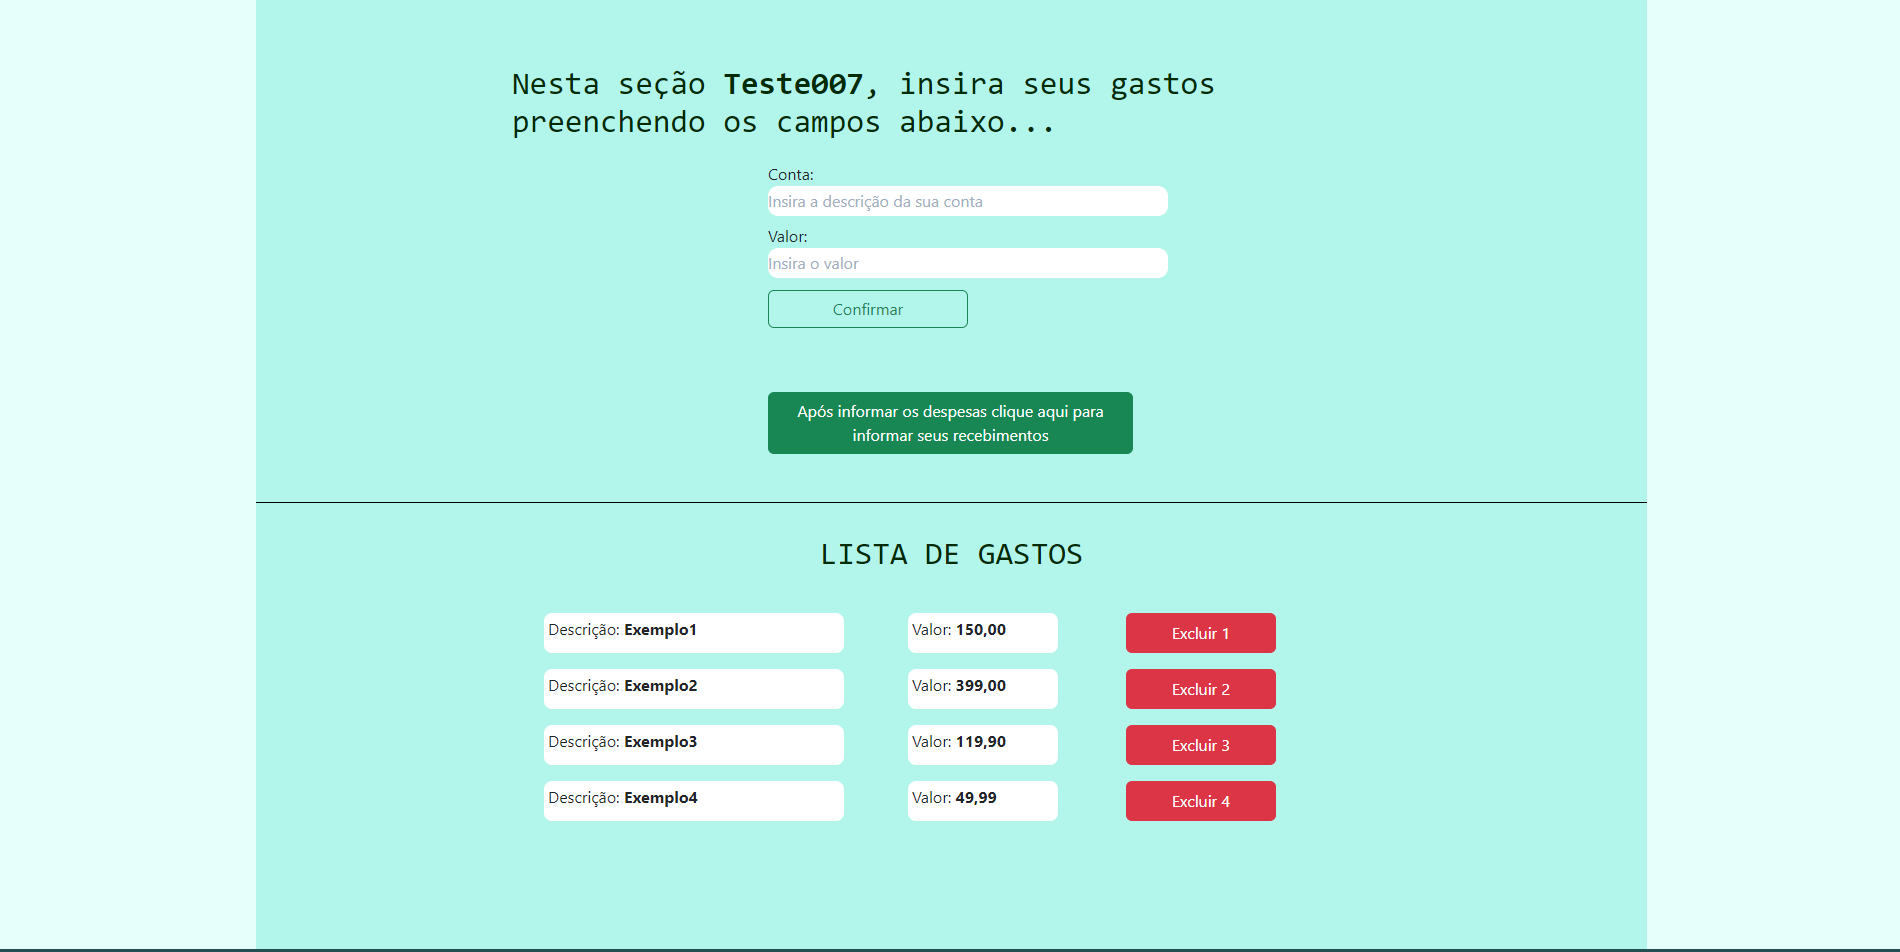 Nesta seção Teste007, insira seus gastos
preenchendo os campos abaixo...
Conta:
Insira a descrição da sua conta
Valor:
Insira o valor
Confirmar
Após informar os despesas clique aqui para
informar seus recebimentos
LISTA DE GASTOS
Descrição: Exemplo1 Valor: 150,00 Excluir 1
Descrição: Exemplo2 Valor: 399,00 Excluir 2
Descrição: Exemplo3 Valor: 119,90 Excluir 3
Descrição: Exemplo4 Valor: 49,99 Excluir 4